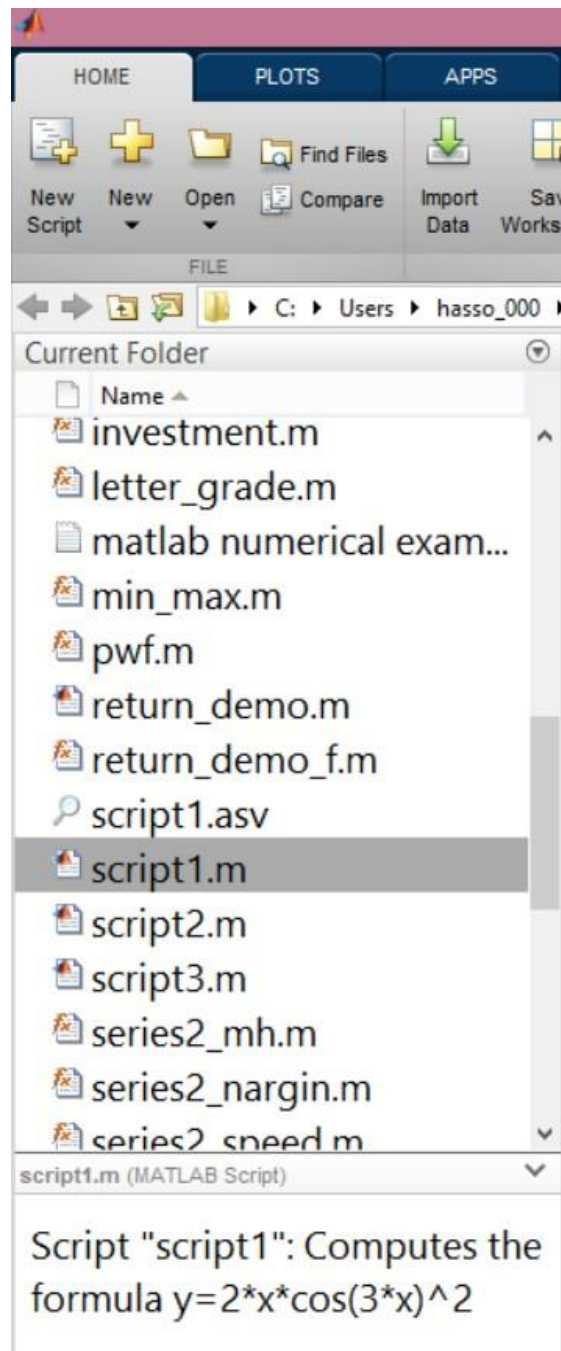 HOME PLOTS APPS
Find Files
Compare
New Script
New
Open
Import Data
FILE
C: Users hasso_000
Current Folder
Name
investment.m
letter_grade.m
matlab numerical exam...
min_max.m
pwf.m
return_demo.m
return_demo_f.m
script1.asv
script1.m
script2.m
script3.m
series2_mh.m
series2_nargin.m
series2_speed.m
script1.m (MATLAB Script)
Script "script1": Computes the
formula y=2*x*cos(3*x)^2